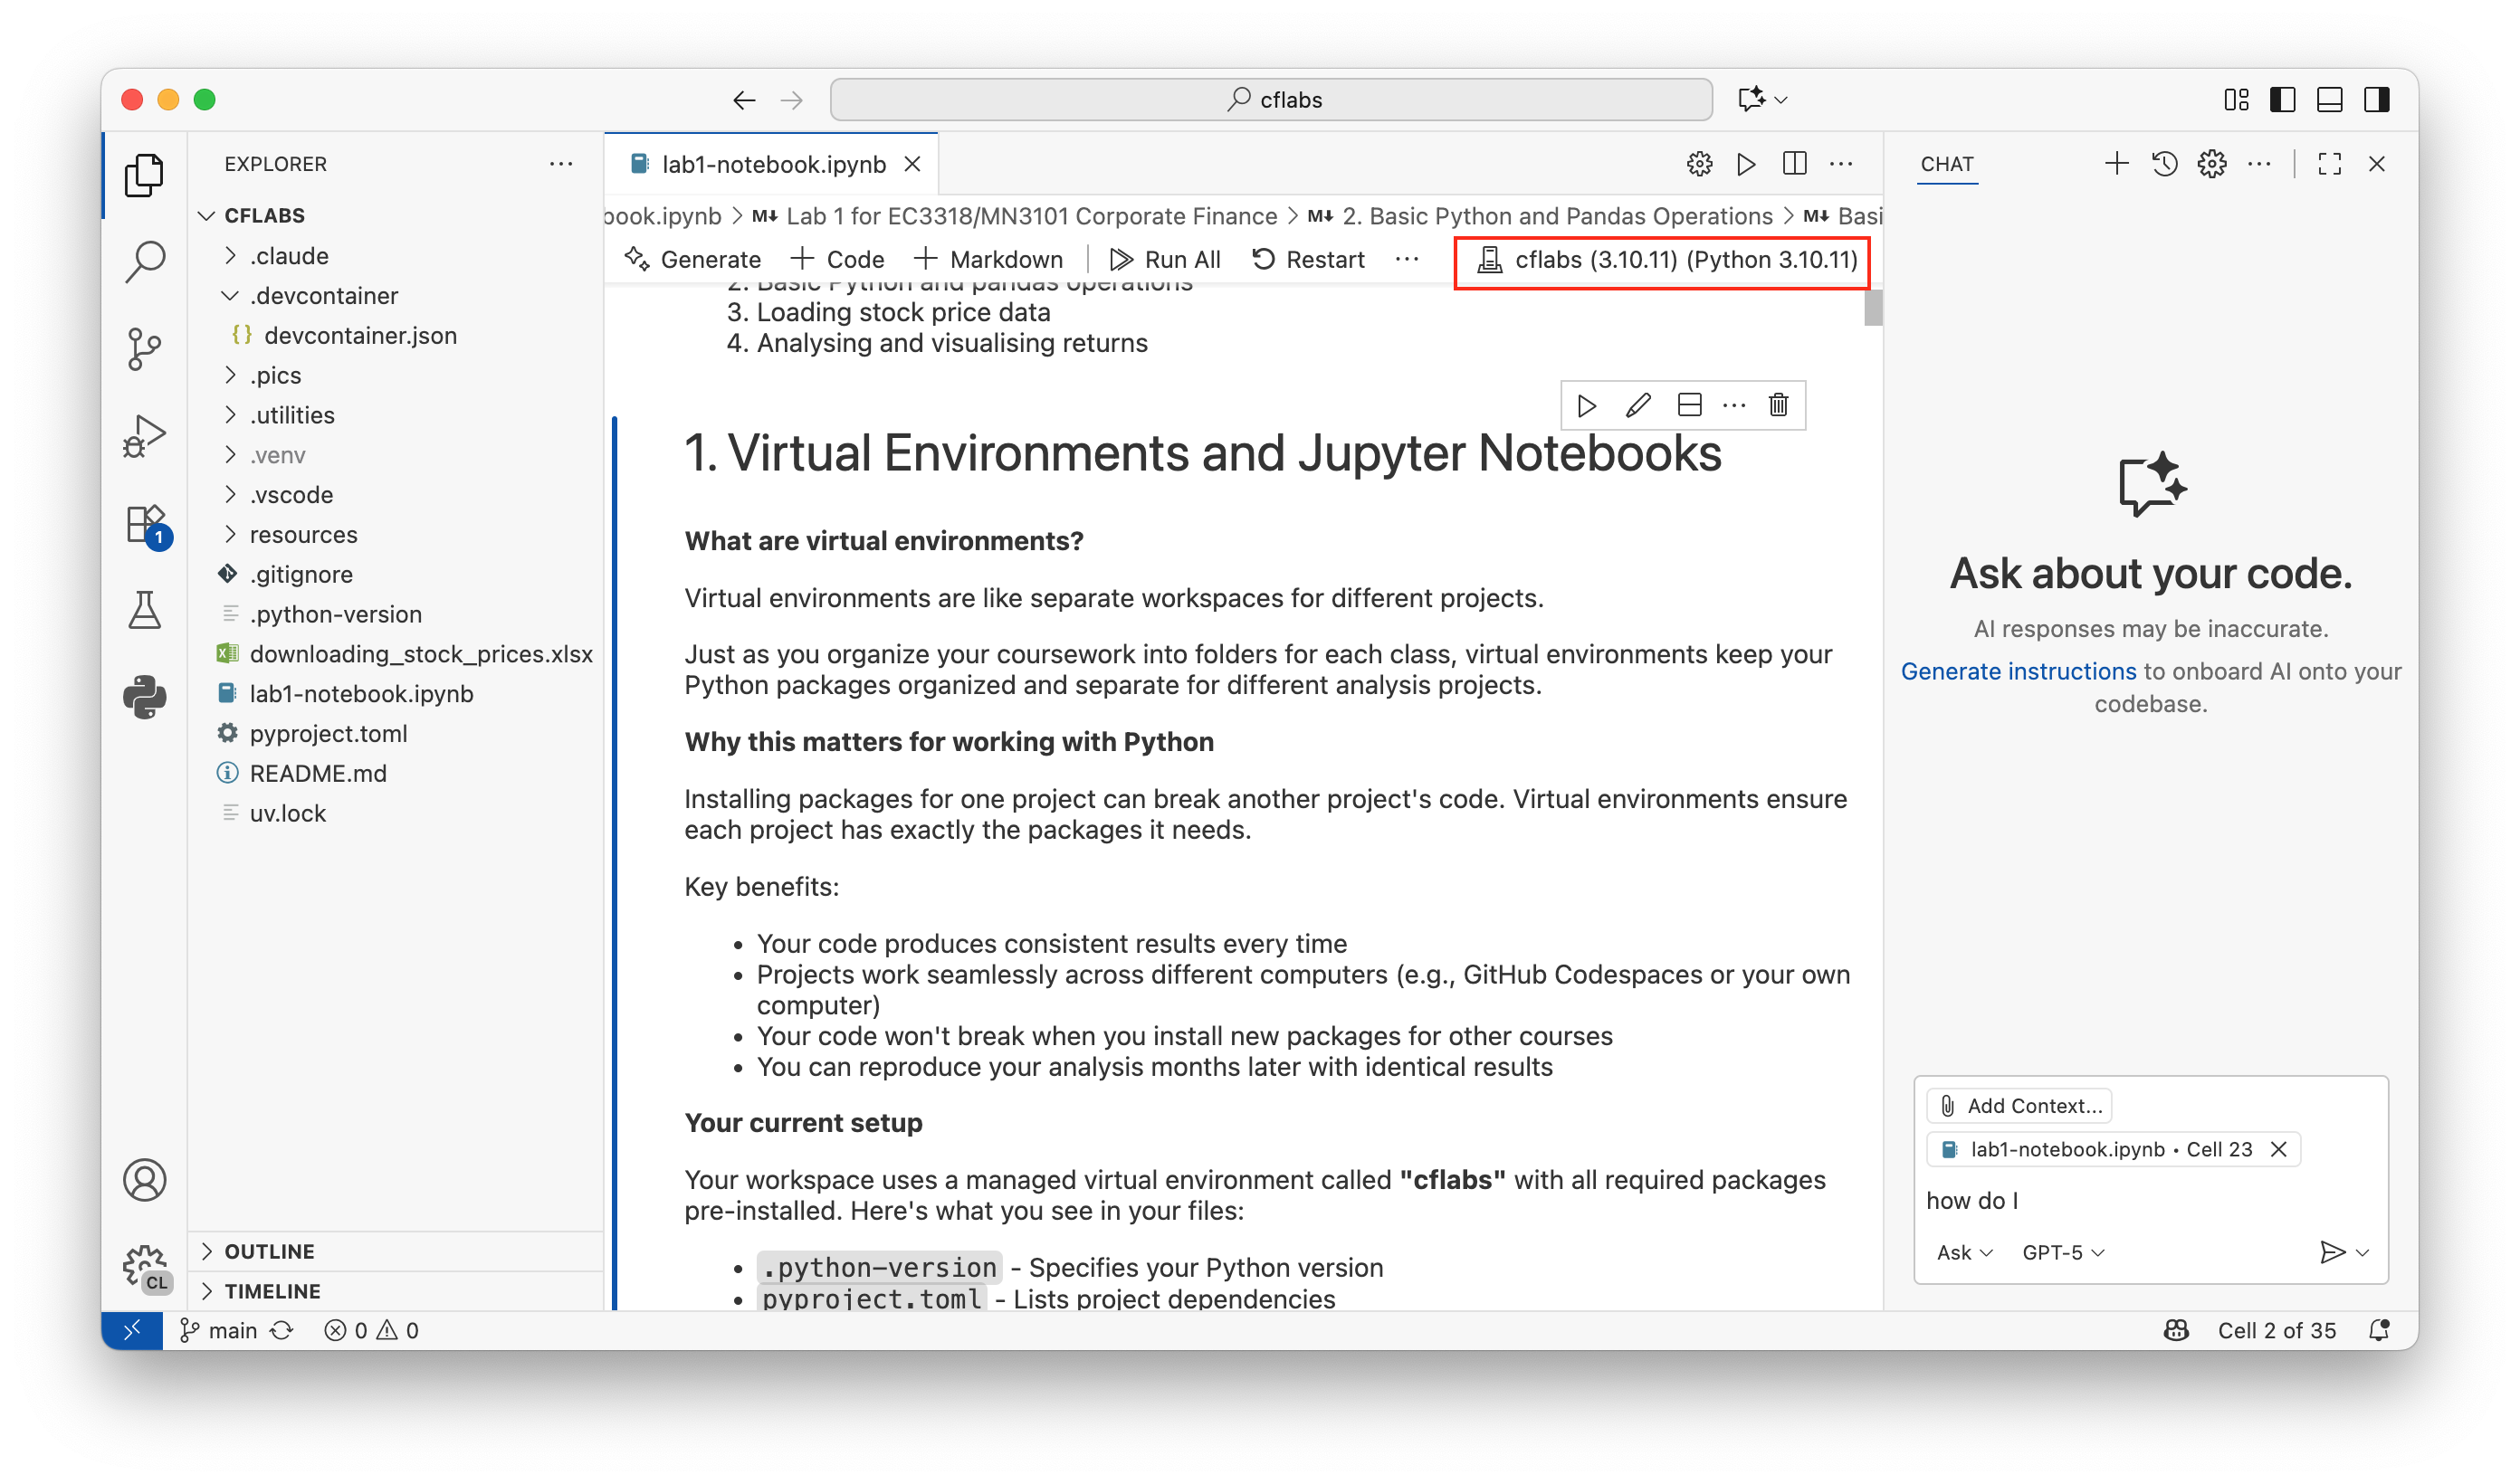 cflabs
EXPLORER
CFLABS
.claude
.devcontainer
{ } devcontainer.json
.pics
.utilities
.venv
.vscode
resources
.gitignore
.python-version
downloading_stock_prices.xlsx
lab1-notebook.ipynb
pyproject.toml
README.md
uv.lock
OUTLINE
TIMELINE
1
CL
lab1-notebook.ipynb
book.ipynb > M↓ Lab 1 for EC3318/MN3101 Corporate Finance > M↓ 2. Basic Python and Pandas Operations > M↓ Basi
Generate + Code + Markdown Run All Restart ... cflabs (3.10.11) (Python 3.10.11)
2. Basic Python and pandas operations
3. Loading stock price data
4. Analysing and visualising returns
1. Virtual Environments and Jupyter Notebooks
What are virtual environments?
Virtual environments are like separate workspaces for different projects.
Just as you organize your coursework into folders for each class, virtual environments keep your
Python packages organized and separate for different analysis projects.
Why this matters for working with Python
Installing packages for one project can break another project's code. Virtual environments ensure
each project has exactly the packages it needs.
Key benefits:
• Your code produces consistent results every time
• Projects work seamlessly across different computers (e.g., GitHub Codespaces or your own
computer)
• Your code won't break when you install new packages for other courses
• You can reproduce your analysis months later with identical results
Your current setup
Your workspace uses a managed virtual environment called "cflabs" with all required packages
pre-installed. Here's what you see in your files:
• .python-version - Specifies your Python version
• pyproject.toml - Lists project dependencies
CHAT
Ask about your code.
AI responses may be inaccurate.
Generate instructions to onboard AI onto your
codebase.
Add Context...
lab1-notebook.ipynb • Cell 23
how do I
Ask GPT-5
main 0 0
Cell 2 of 35